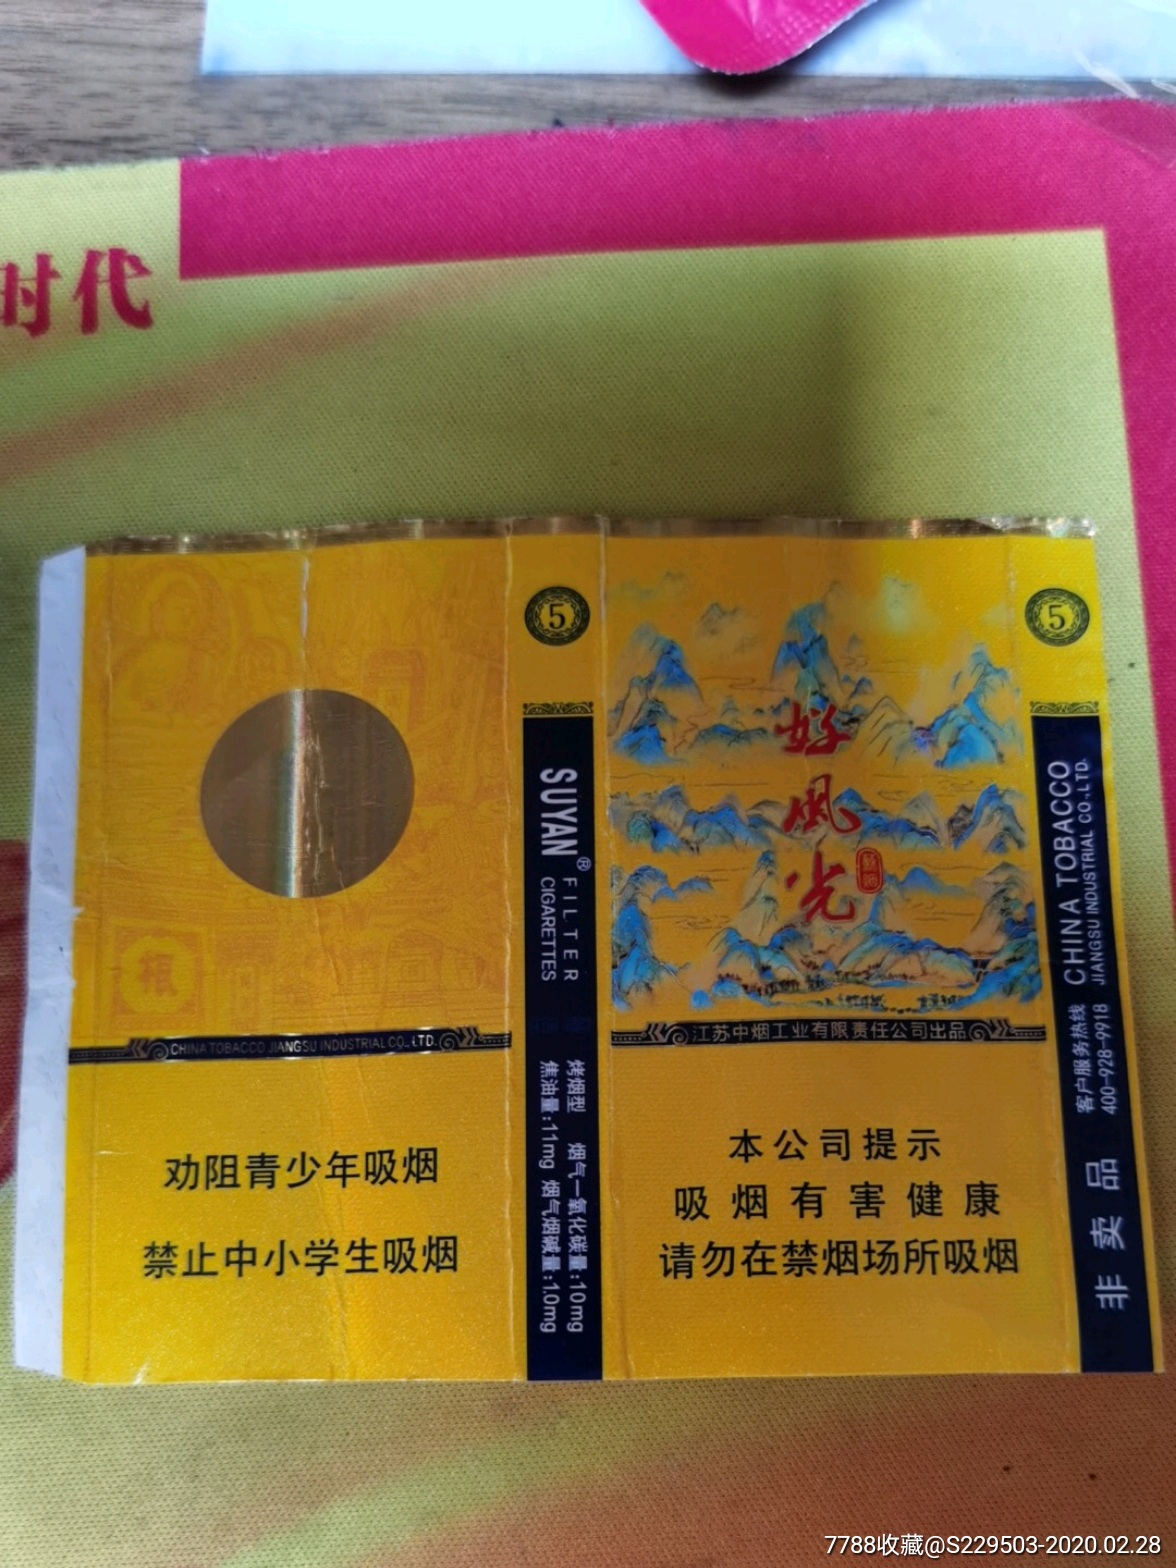 时代
5
5
好
风
光
SUYAN®
FILTER
CIGARETTES
烤烟型 烟气一氧化碳量:10mg
焦油量:11mg 烟气烟碱量:1.0mg
CHINA TOBACCO JIANGSU INDUSTRIAL CO.,LTD.
江苏中烟工业有限责任公司出品
劝阻青少年吸烟
禁止中小学生吸烟
本公司提示
吸烟有害健康
请勿在禁烟场所吸烟
CHINA TOBACCO
JIANGSU INDUSTRIAL CO.,LTD.
客户服务热线
400-928-9918
非卖品
7788收藏@S229503-2020.02.28